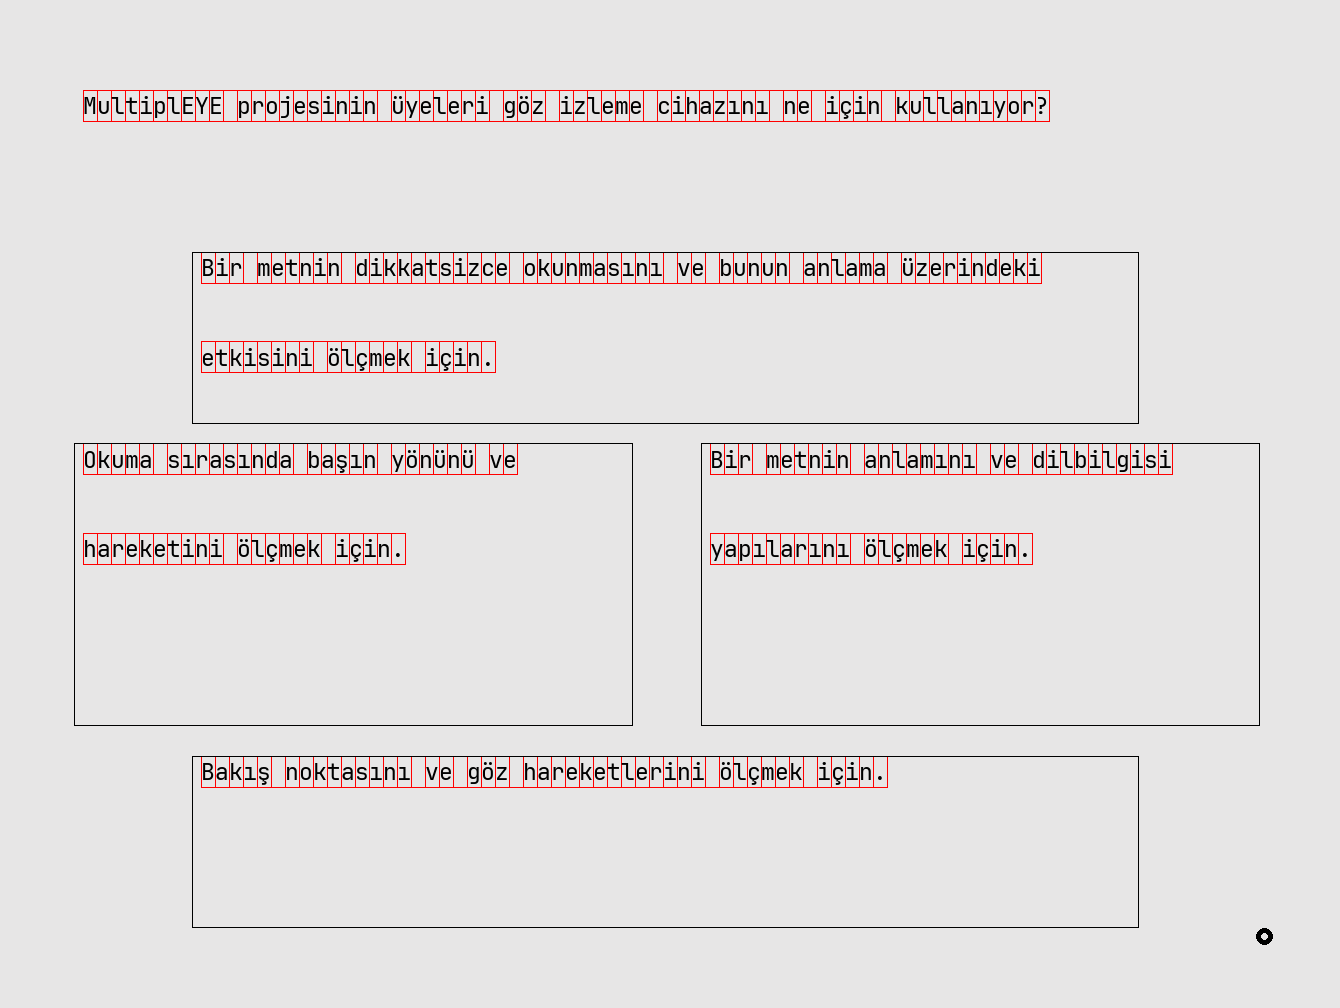 MultiplEYE projesinin üyeleri göz izleme cihazını ne için kullanıyor?
Bir metnin dikkatsizce okunmasını ve bunun anlama üzerindeki
etkisini ölçmek için.
Okuma sırasında başın yönünü ve
hareketini ölçmek için.
Bir metnin anlamını ve dilbilgisi
yapılarını ölçmek için.
Bakış noktasını ve göz hareketlerini ölçmek için.